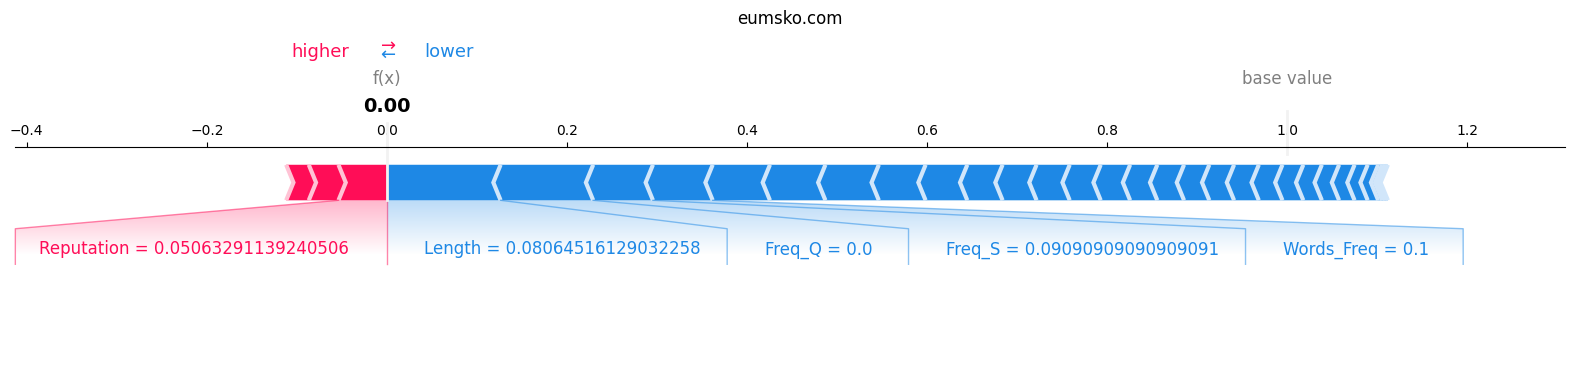 eumsko.com
higher → ← lower
f(x) base value
0.00
−0.4 −0.2 0.0 0.2 0.4 0.6 0.8 1.0 1.2
Reputation = 0.05063291139240506 Length = 0.08064516129032258 Freq_Q = 0.0 Freq_S = 0.09090909090909091 Words_Freq = 0.1